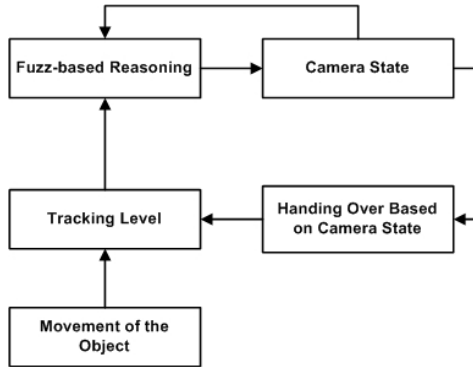 Fuzz-based Reasoning
Camera State
Tracking Level
Handing Over Based
on Camera State
Movement of the
Object